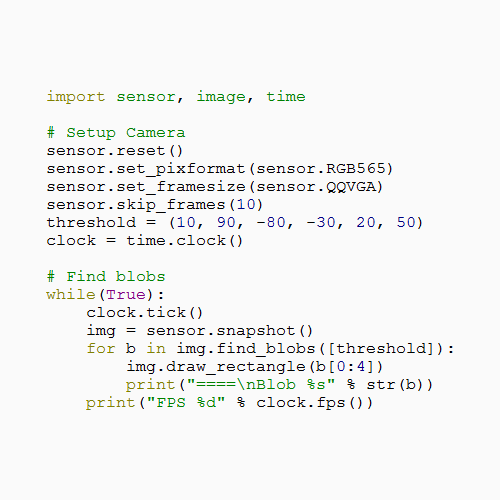 import sensor, image, time

# Setup Camera
sensor.reset()
sensor.set_pixformat(sensor.RGB565)
sensor.set_framesize(sensor.QQVGA)
sensor.skip_frames(10)
threshold = (10, 90, -80, -30, 20, 50)
clock = time.clock()

# Find blobs
while(True):
    clock.tick()
    img = sensor.snapshot()
    for b in img.find_blobs([threshold]):
        img.draw_rectangle(b[0:4])
        print("====\nBlob %s" % str(b))
    print("FPS %d" % clock.fps())